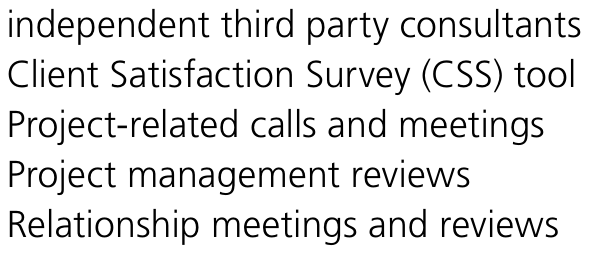 independent third party consultants
Client Satisfaction Survey (CSS) tool
Project-related calls and meetings
Project management reviews
Relationship meetings and reviews